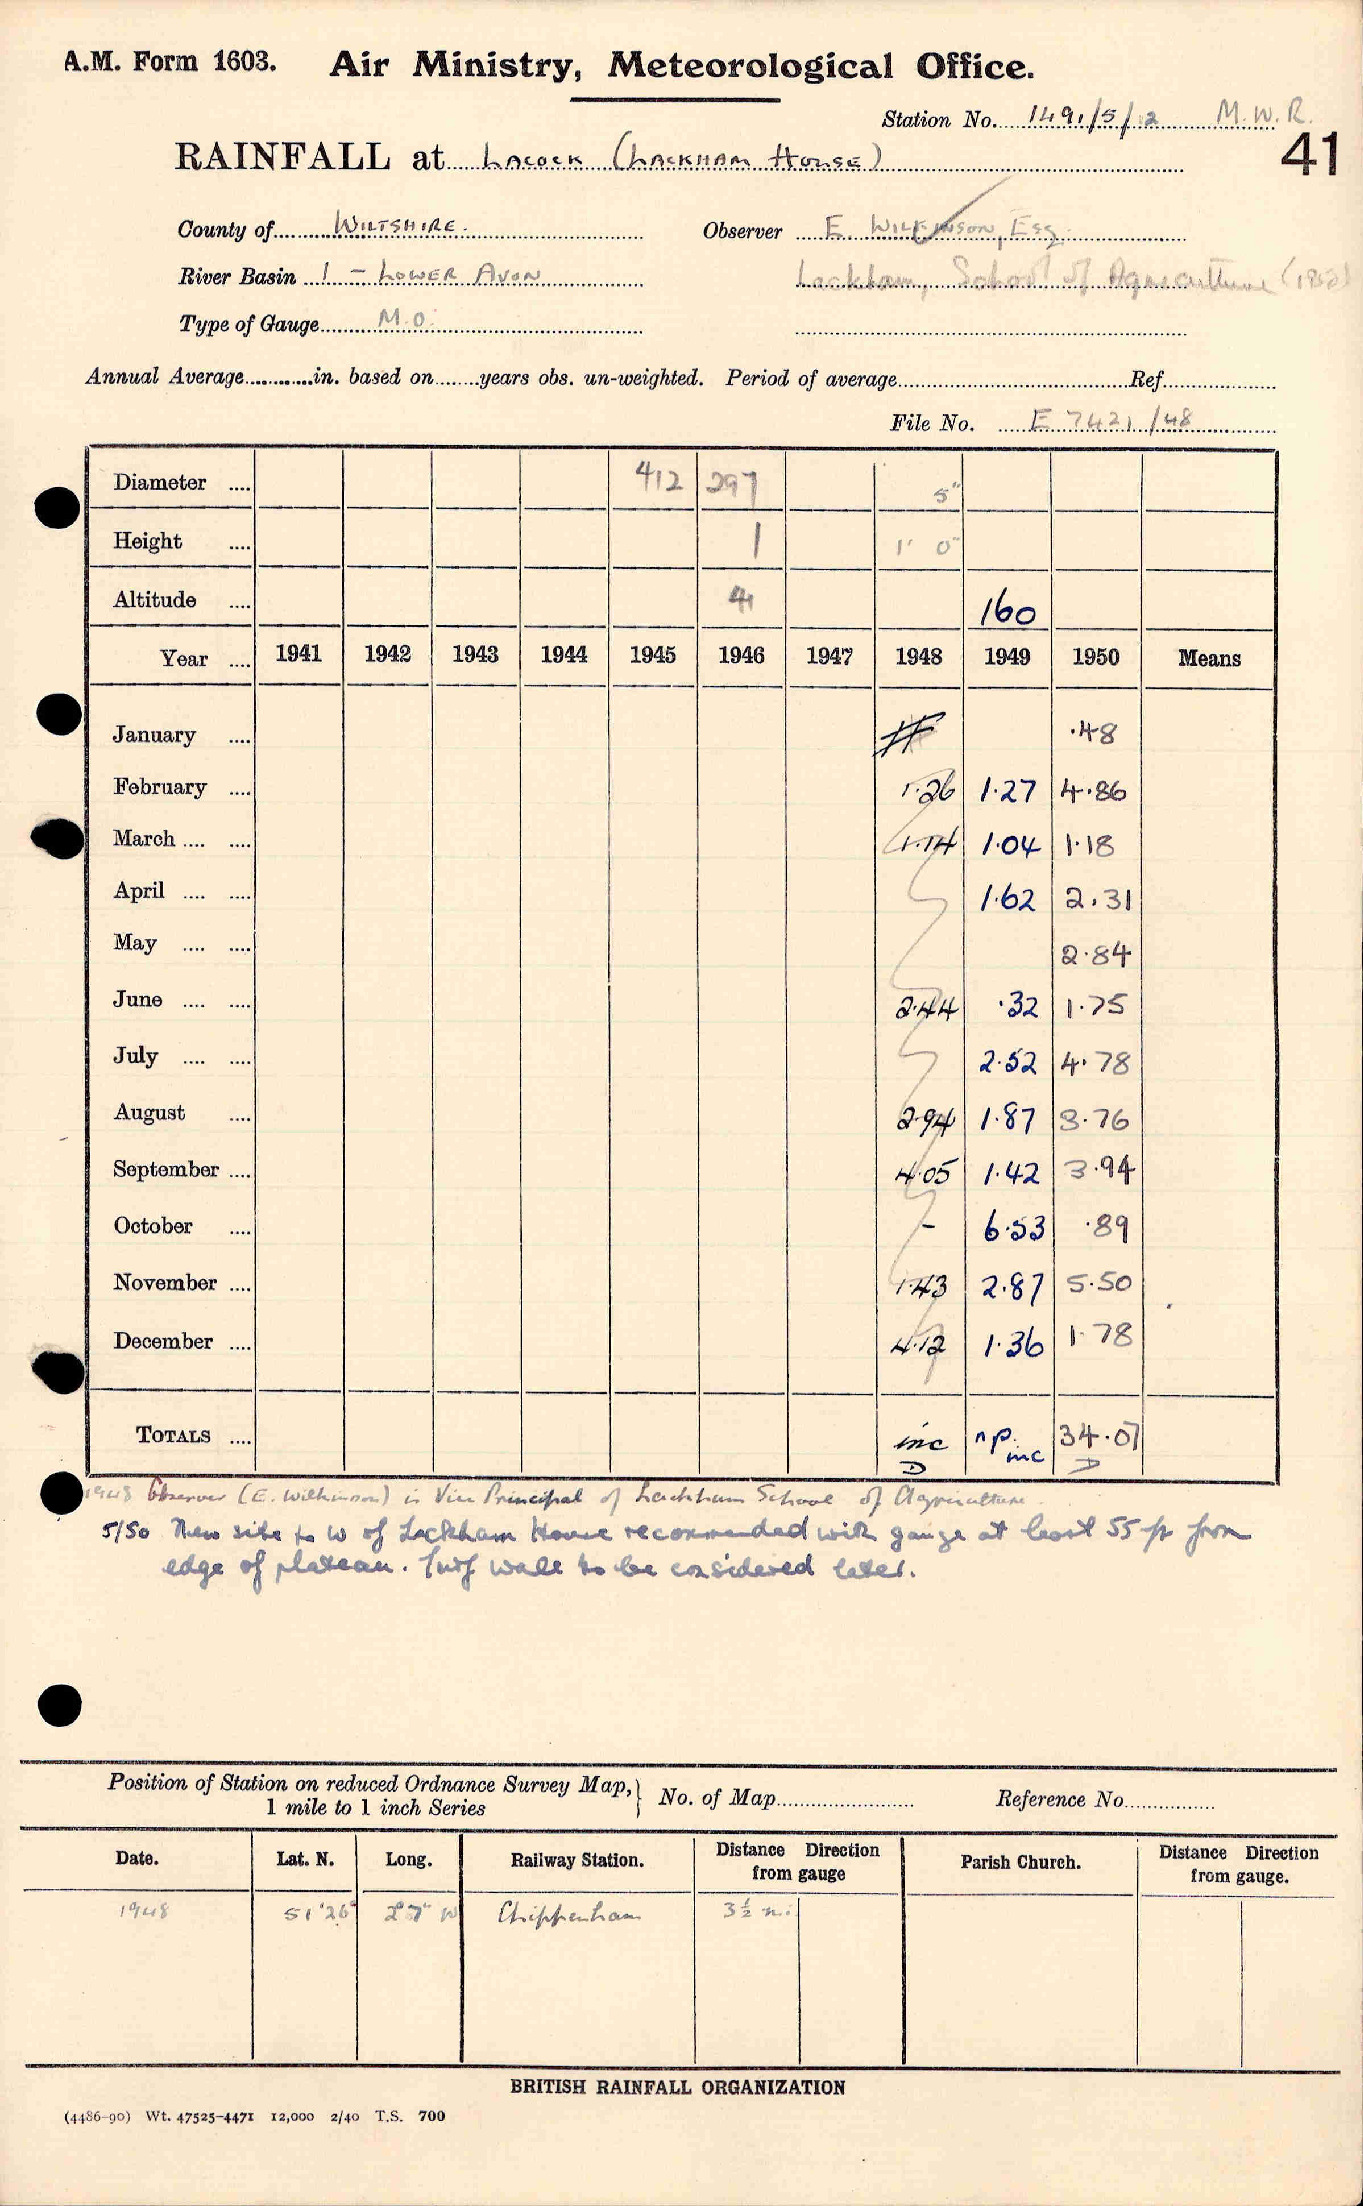 A.M. Form 1603. Air Ministry, Meteorological Office.
Station No. 1491/5/12 M.W.R.
41
RAINFALL at Lacock (Lackham House)
County of Wiltshire. Observer E. Wilkinson, Esq.
River Basin 1 - Lower Avon Lackham, School of Agriculture
Type of Gauge M.O.
Annual Average............in. based on........years obs. un-weighted. Period of average.......... Ref..........
File No. E 7421/48
Diameter .... 412 297 5"
Height .... 1 1' 0"
Altitude .... 160
Year .... 1941 1942 1943 1944 1945 1946 1947 1948 1949 1950 Means
January .... ·48
February .... 1·26 1·27 4·86
March .... .... 1·14 1·04 1·18
April .... .... 1·62 2·31
May .... .... 2·84
June .... .... 2·44 ·32 1·75
July .... .... 2·52 4·78
August .... 2·94 1·87 3·76
September .... 4·05 1·42 3·94
October .... - 6·53 ·89
November .... 1·43 2·87 5·50
December .... 4·12 1·36 1·78
TOTALS .... inc D np. inc 34·07 D
1948 Observer (E. Wilkinson) is Vice Principal of Lackham School of Agriculture.
5/50 New site to W of Lackham House recommended with gauge at least 55 ft from
edge of plateau. Turf wall to be considered later.
Position of Station on reduced Ordnance Survey Map, 1 mile to 1 inch Series } No. of Map.......... Reference No..........
Date. Lat. N. Long. Railway Station. Distance Direction from gauge Parish Church. Distance Direction from gauge.
1948 51°26' 2°7' W Chippenham 3½ mi.
BRITISH RAINFALL ORGANIZATION
(4486-90) Wt. 47525-4471 12,000 2/40 T.S. 700